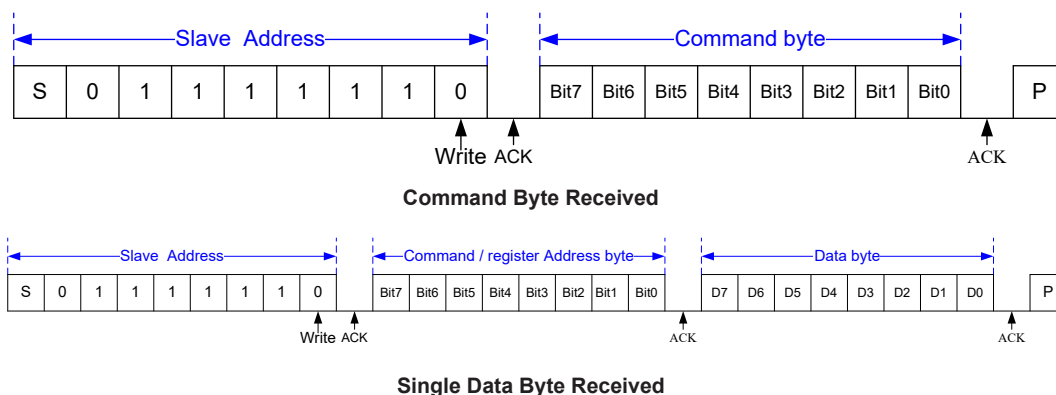 Slave Address Command byte
S 0 1 1 1 1 1 1 0 Bit7 Bit6 Bit5 Bit4 Bit3 Bit2 Bit1 Bit0 P
Write ACK ACK
Command Byte Received
Slave Address Command / register Address byte Data byte
S 0 1 1 1 1 1 1 0 Bit7 Bit6 Bit5 Bit4 Bit3 Bit2 Bit1 Bit0 D7 D6 D5 D4 D3 D2 D1 D0 P
Write ACK ACK ACK
Single Data Byte Received